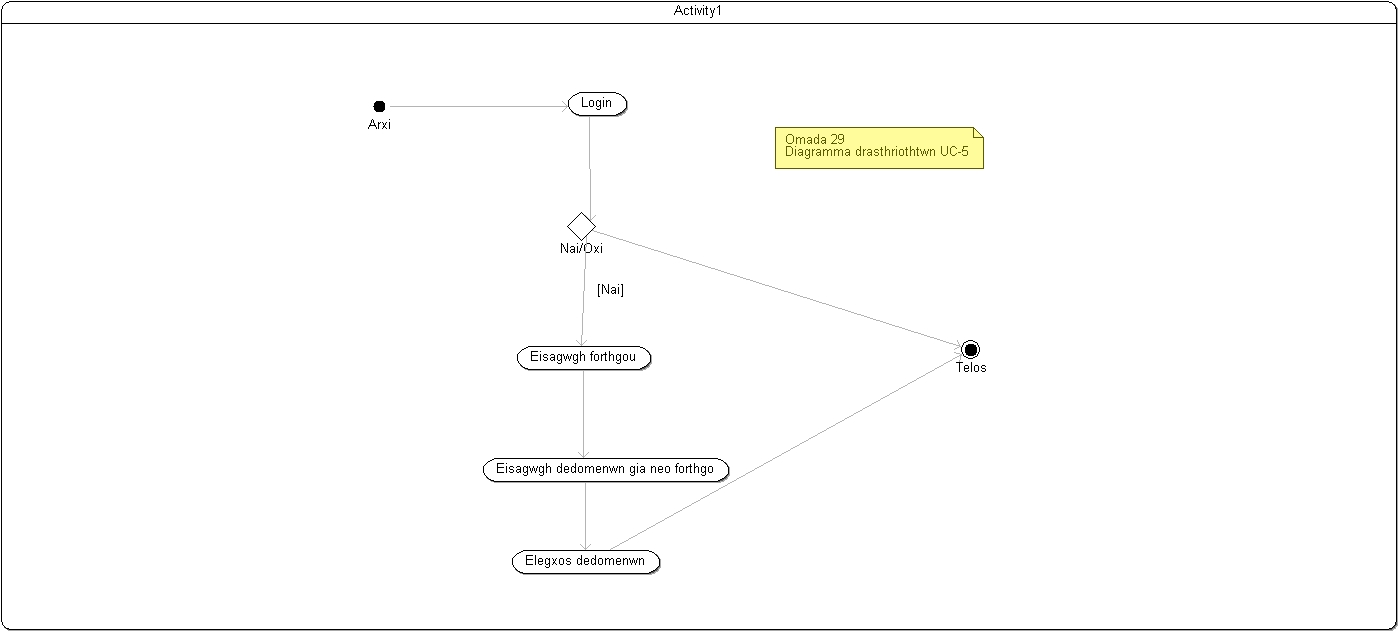 Activity1
Arxi
Login
Omada 29
Diagramma drasthriothtwn UC-5
Nai/Oxi
[Nai]
Eisagwgh forthgou
Telos
Eisagwgh dedomenwn gia neo forthgo
Elegxos dedomenwn